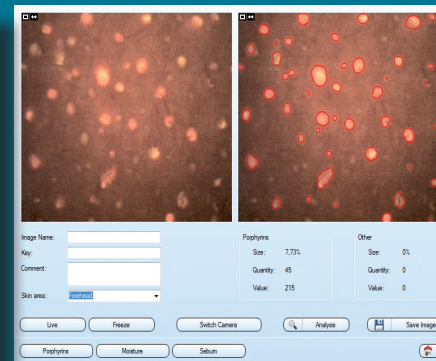 Image Name:
Key:
Comment:
Skin area: Forehead
Porphyrins
Size: 7,73%
Quantity: 45
Value: 215
Other
Size: 0%
Quantity: 0
Value: 0
Live Freeze Switch Camera Analysis Save Image
Porphyrins Moisture Sebum